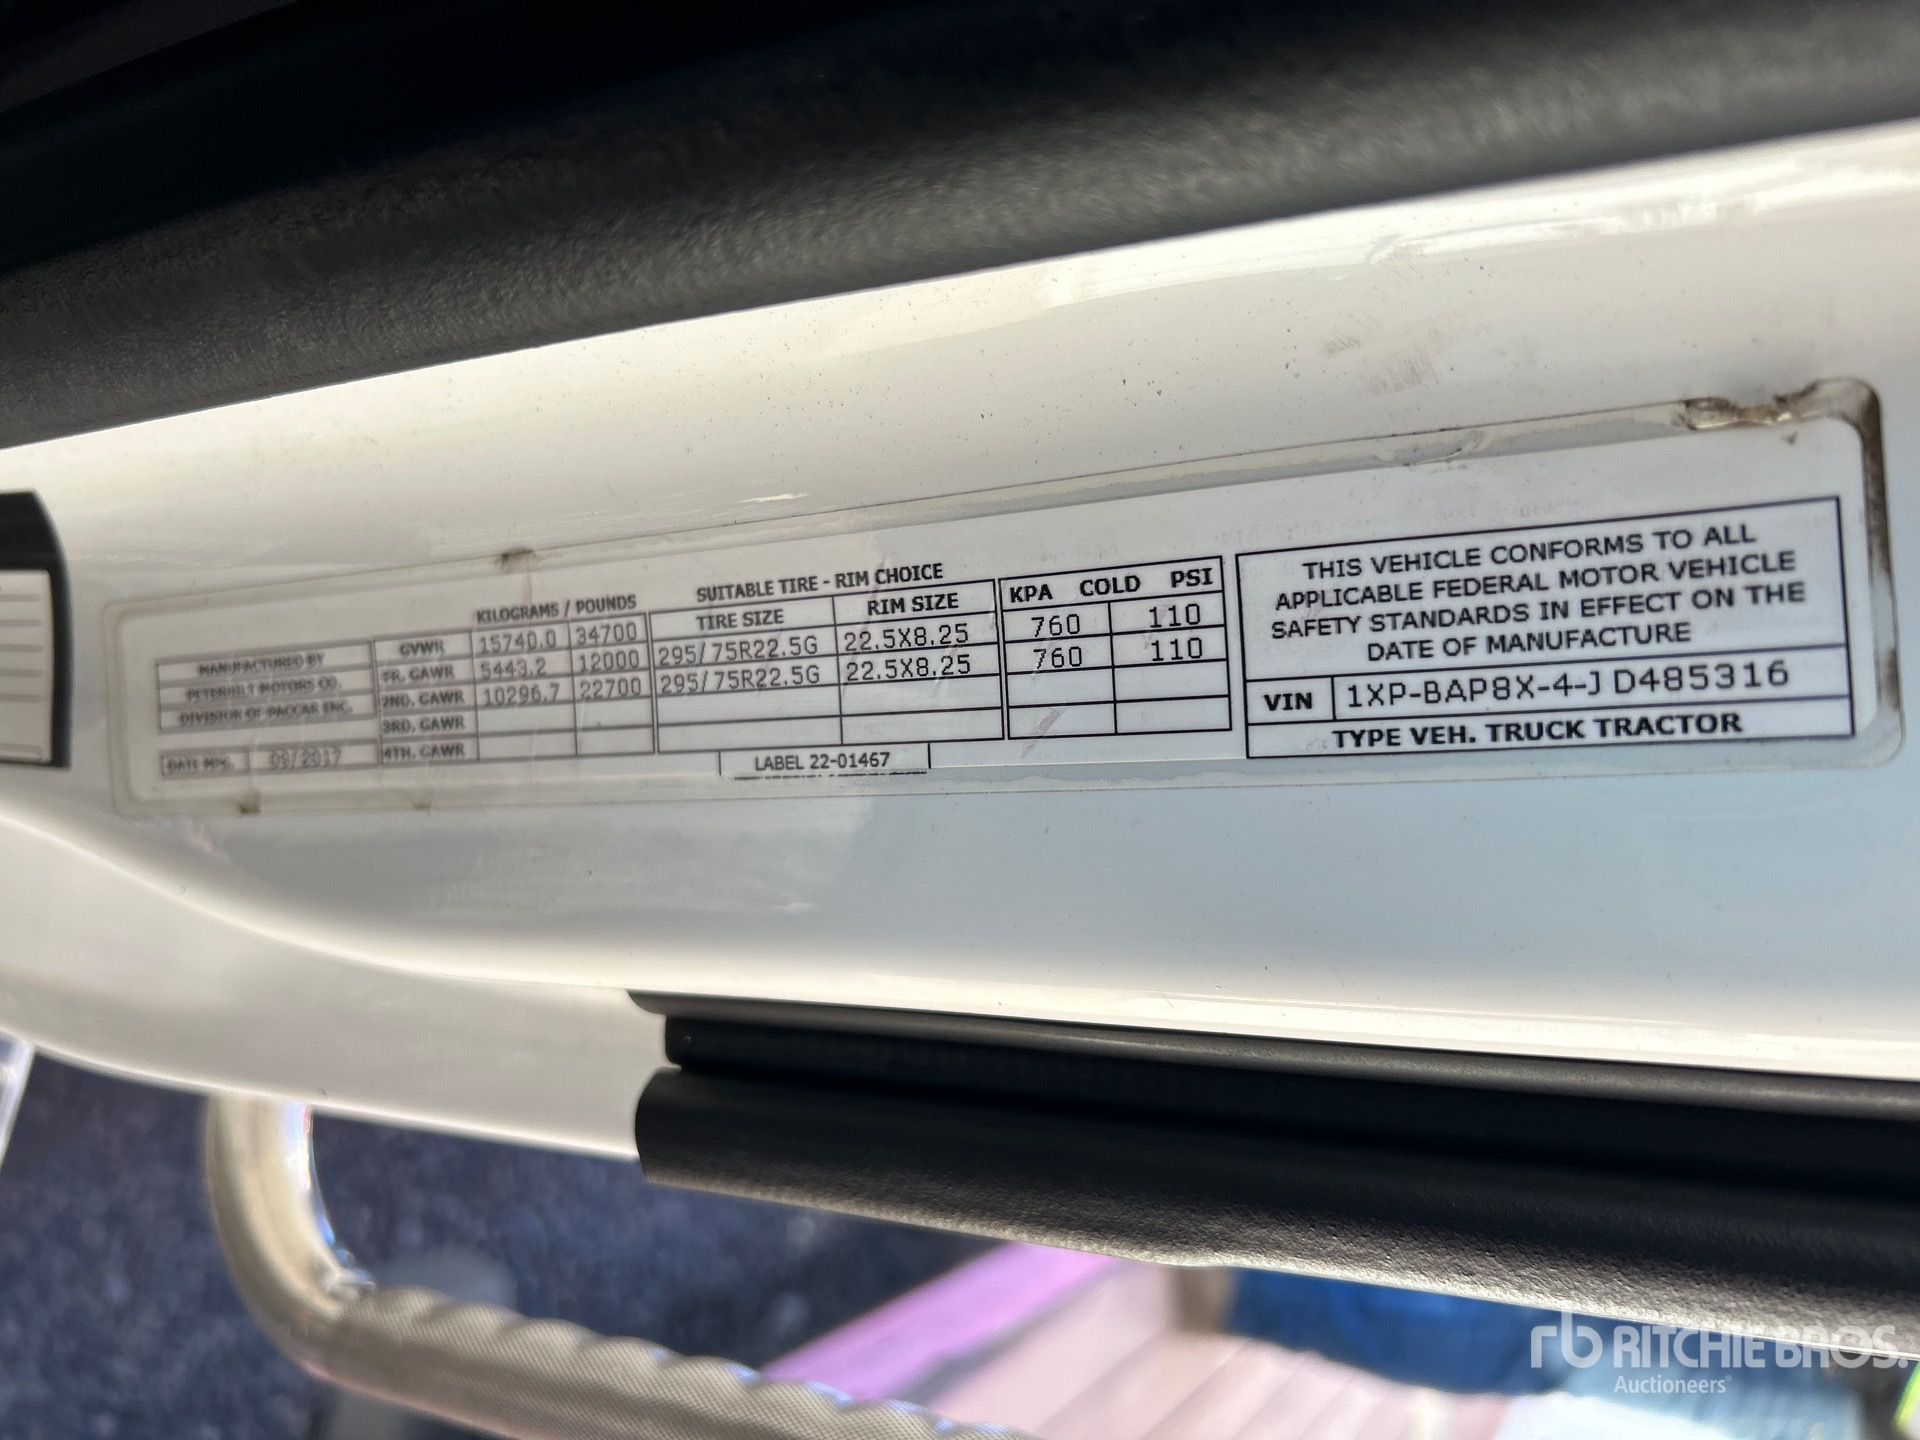 MANUFACTURED BY
PETERBILT MOTORS CO.
DIVISION OF PACCAR INC.
DATE MFG. 09/2017
KILOGRAMS / POUNDS
GVWR 15740.0 34700
FR. GAWR 5443.2 12000
2ND. GAWR 10296.7 22700
3RD. GAWR
4TH. GAWR
SUITABLE TIRE - RIM CHOICE
TIRE SIZE RIM SIZE
295/75R22.5G 22.5X8.25
295/75R22.5G 22.5X8.25
KPA COLD PSI
760 110
760 110
LABEL 22-01467
THIS VEHICLE CONFORMS TO ALL
APPLICABLE FEDERAL MOTOR VEHICLE
SAFETY STANDARDS IN EFFECT ON THE
DATE OF MANUFACTURE
VIN 1XP-BAP8X-4-J D485316
TYPE VEH. TRUCK TRACTOR
rb RITCHIE BROS.
Auctioneers